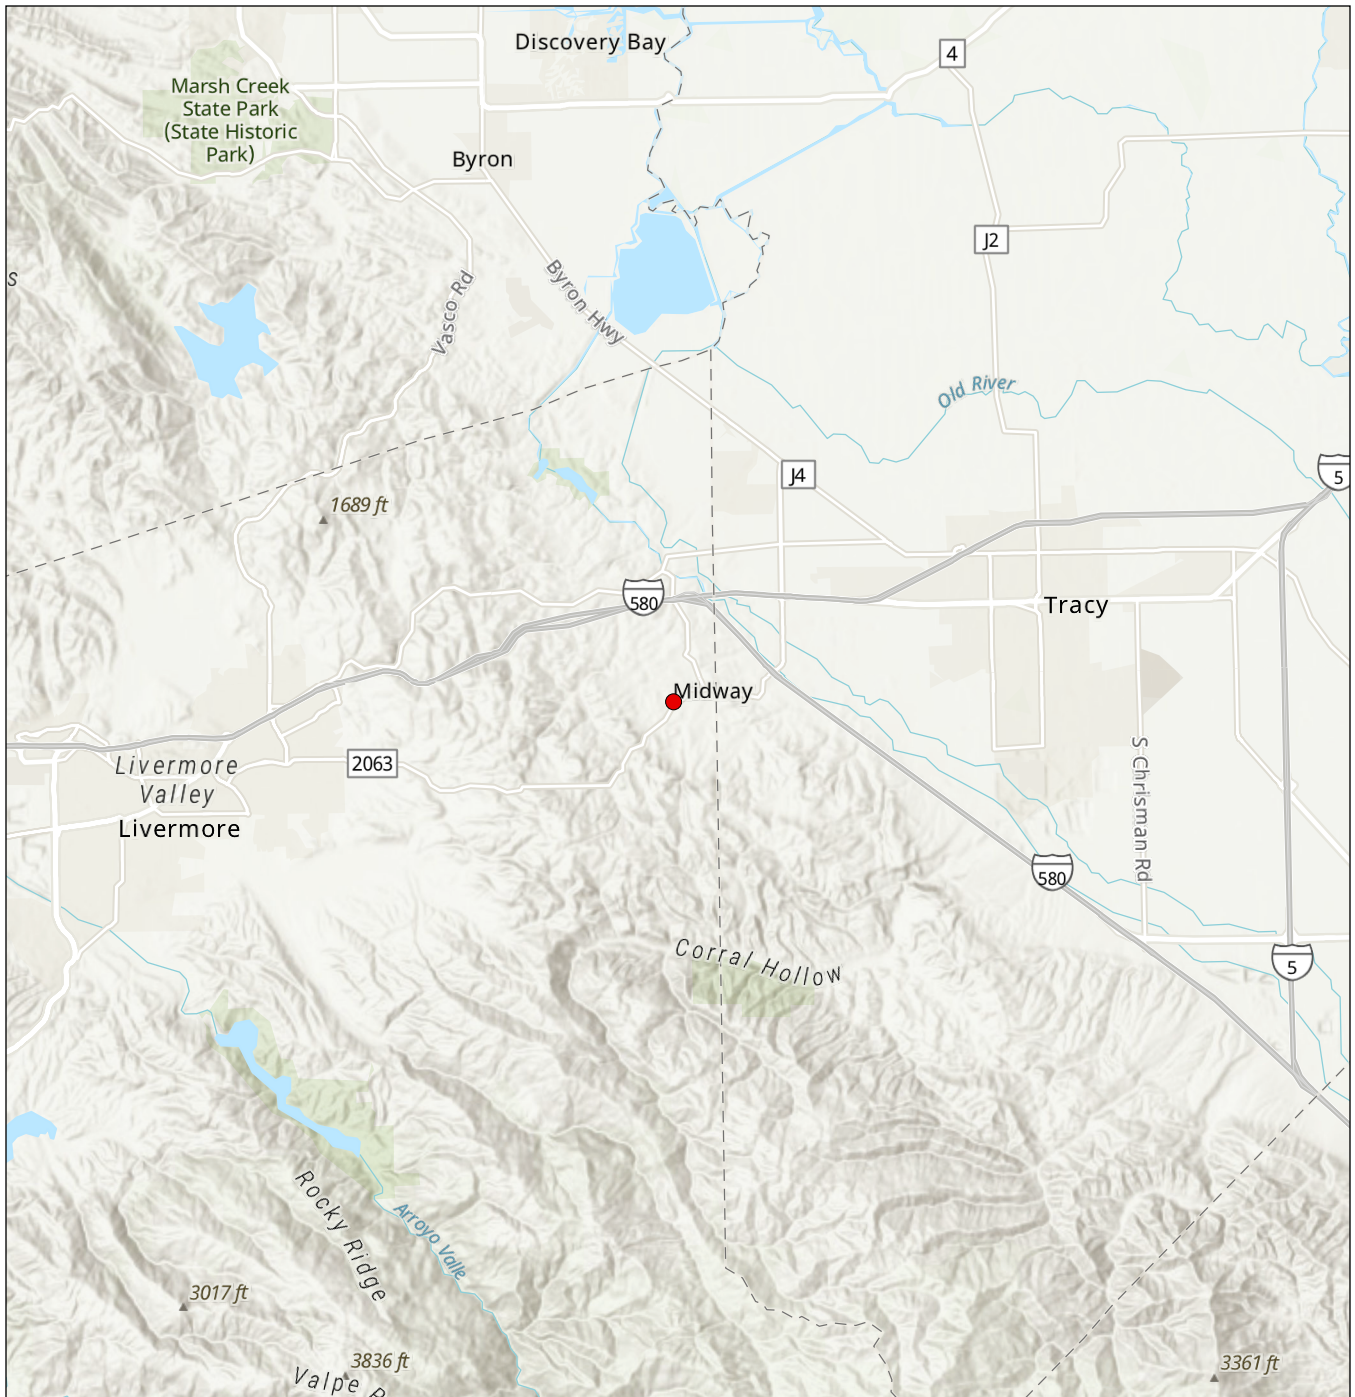 Discovery Bay
4
Marsh Creek
State Park
(State Historic
Park)
Byron
J2
s
Byron Hwy
Vasco Rd
Old River
J4
5
1689 ft
580
Tracy
Midway
S Chrisman Rd
2063
Livermore
Valley
Livermore
580
Corral Hollow
5
Rocky Ridge
Arroyo Valle
3017 ft
3836 ft
Valpe
3361 ft